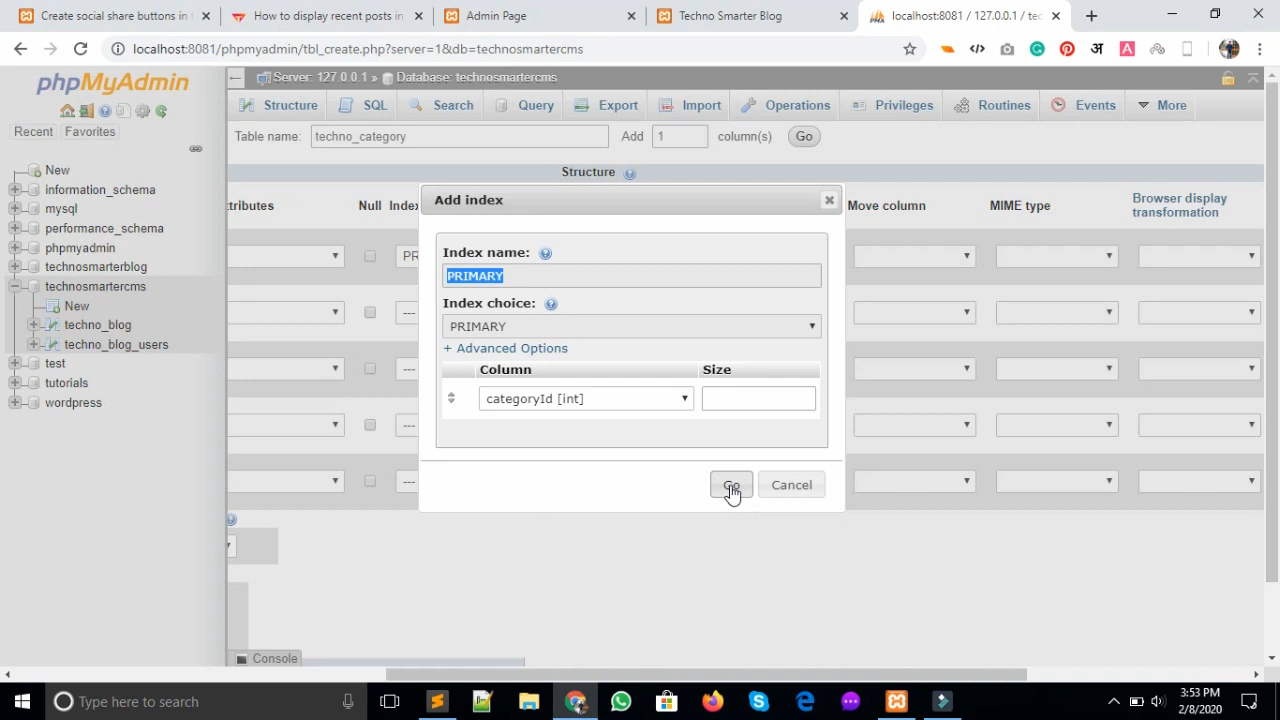 Create social share buttons in
How to display recent posts in
Admin Page
Techno Smarter Blog
localhost:8081 / 127.0.0.1 / tec
localhost:8081/phpmyadmin/tbl_create.php?server=1&db=technosmartercms
phpMyAdmin
Recent Favorites
New
information_schema
mysql
performance_schema
phpmyadmin
technosmarterblog
technosmartercms
New
techno_blog
techno_blog_users
test
tutorials
wordpress
Server: 127.0.0.1 » Database: technosmartercms
Structure SQL Search Query Export Import Operations Privileges Routines Events More
Table name: techno_category Add 1 column(s) Go
Structure
tributes Null Index Move column MIME type Browser display transformation
PR
---
---
---
---
Add index
Index name:
PRIMARY
Index choice:
PRIMARY
+ Advanced Options
Column Size
categoryId [int]
Go Cancel
Console
Type here to search
3:53 PM
2/8/2020